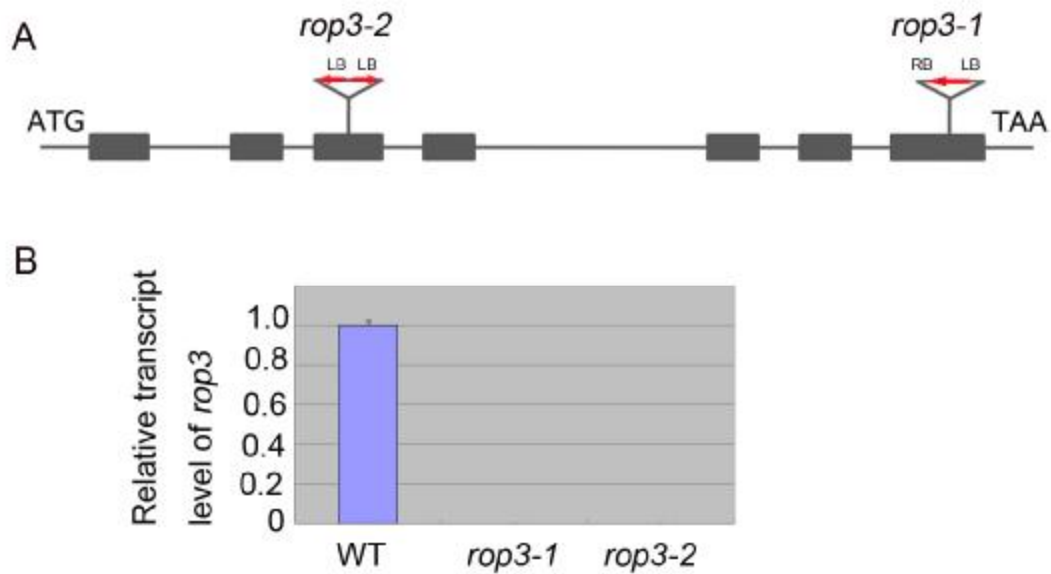 A
rop3-2
rop3-1
LB LB
RB LB
ATG
TAA
B
Relative transcript
level of rop3
1.0
0.8
0.6
0.4
0.2
0
WT
rop3-1
rop3-2